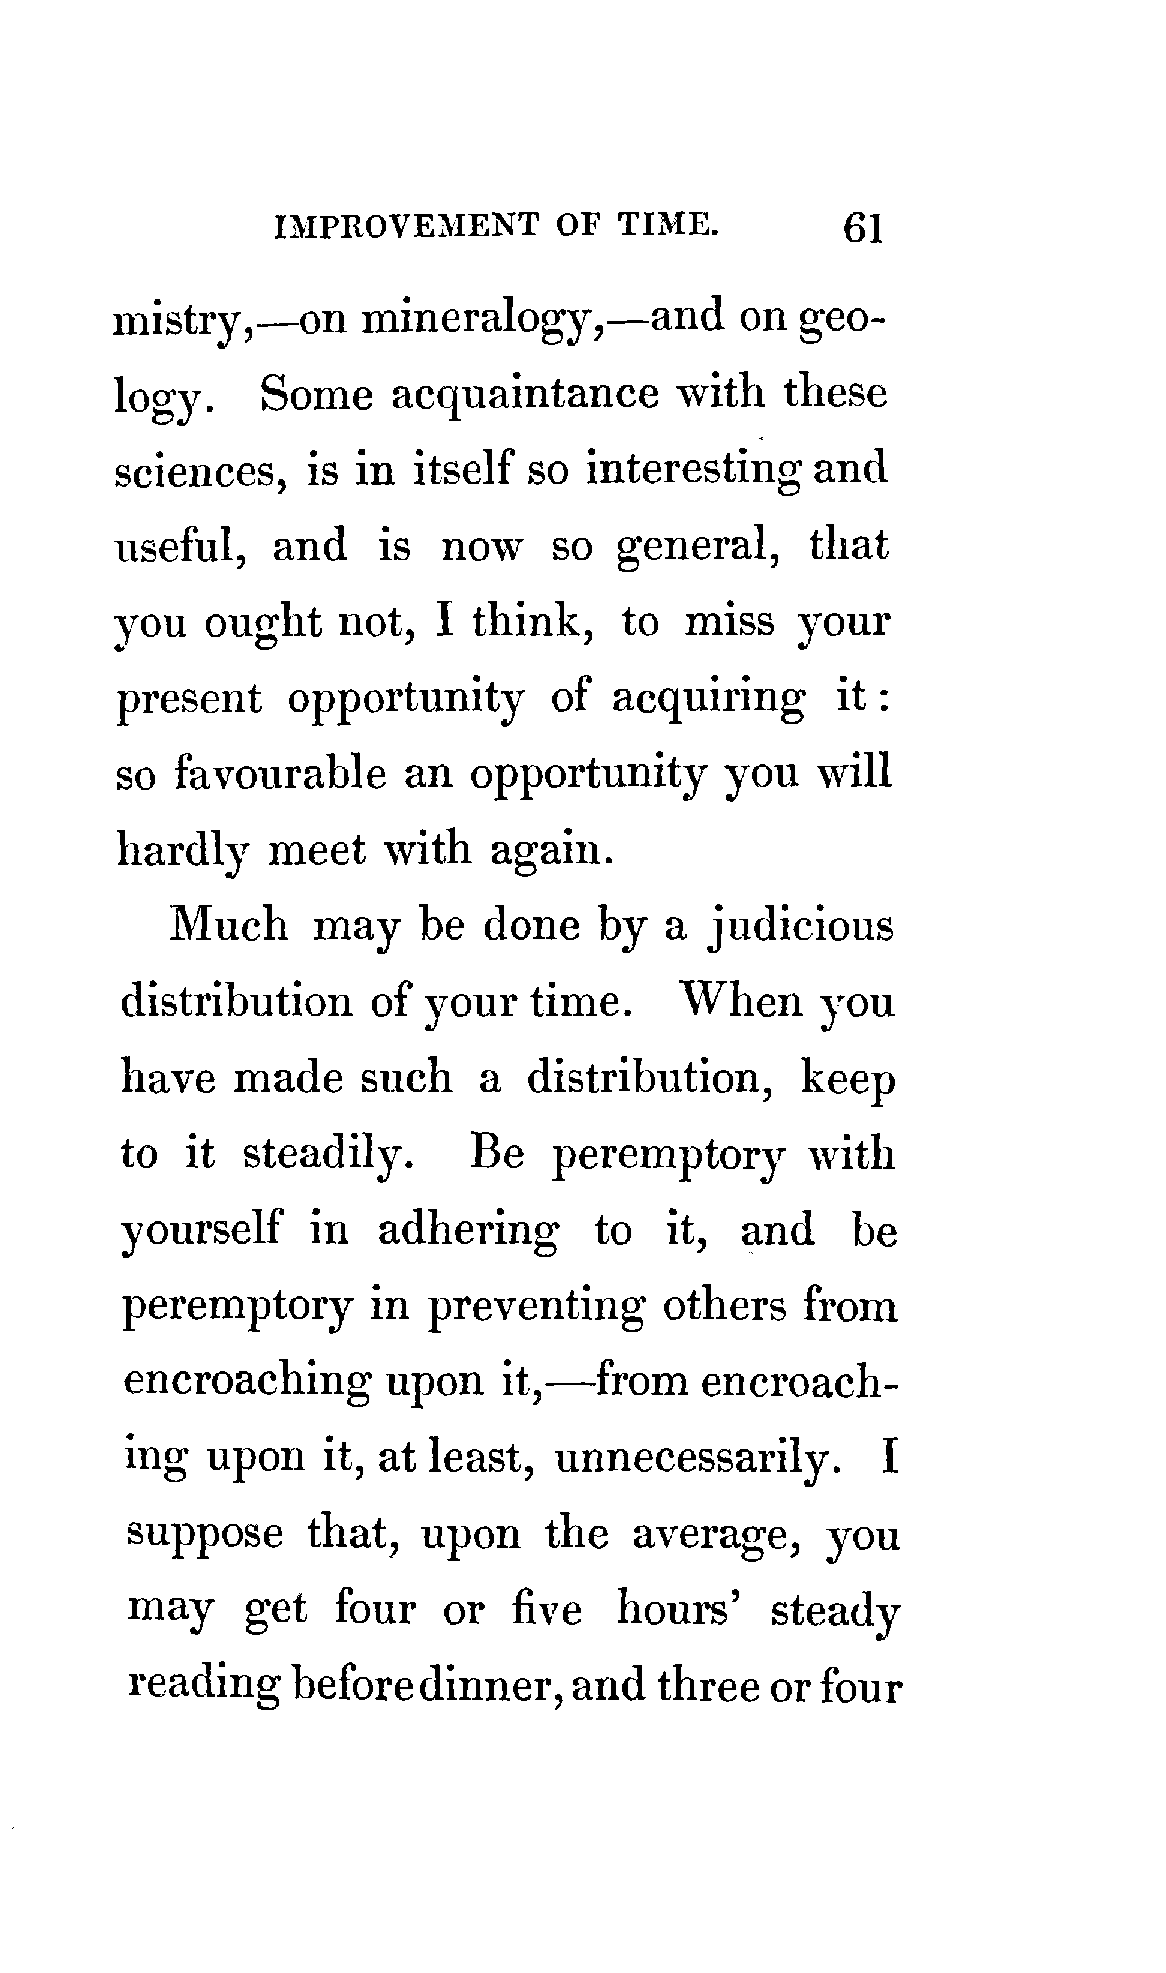 IMPROVEMENT OF TIME. 61
mistry,—on mineralogy,—and on geo-
logy. Some acquaintance with these
sciences, is in itself so interesting and
useful, and is now so general, that
you ought not, I think, to miss your
present opportunity of acquiring it :
so favourable an opportunity you will
hardly meet with again.
Much may be done by a judicious
distribution of your time. When you
have made such a distribution, keep
to it steadily. Be peremptory with
yourself in adhering to it, and be
peremptory in preventing others from
encroaching upon it,—from encroach-
ing upon it, at least, unnecessarily. I
suppose that, upon the average, you
may get four or five hours' steady
reading before dinner, and three or four